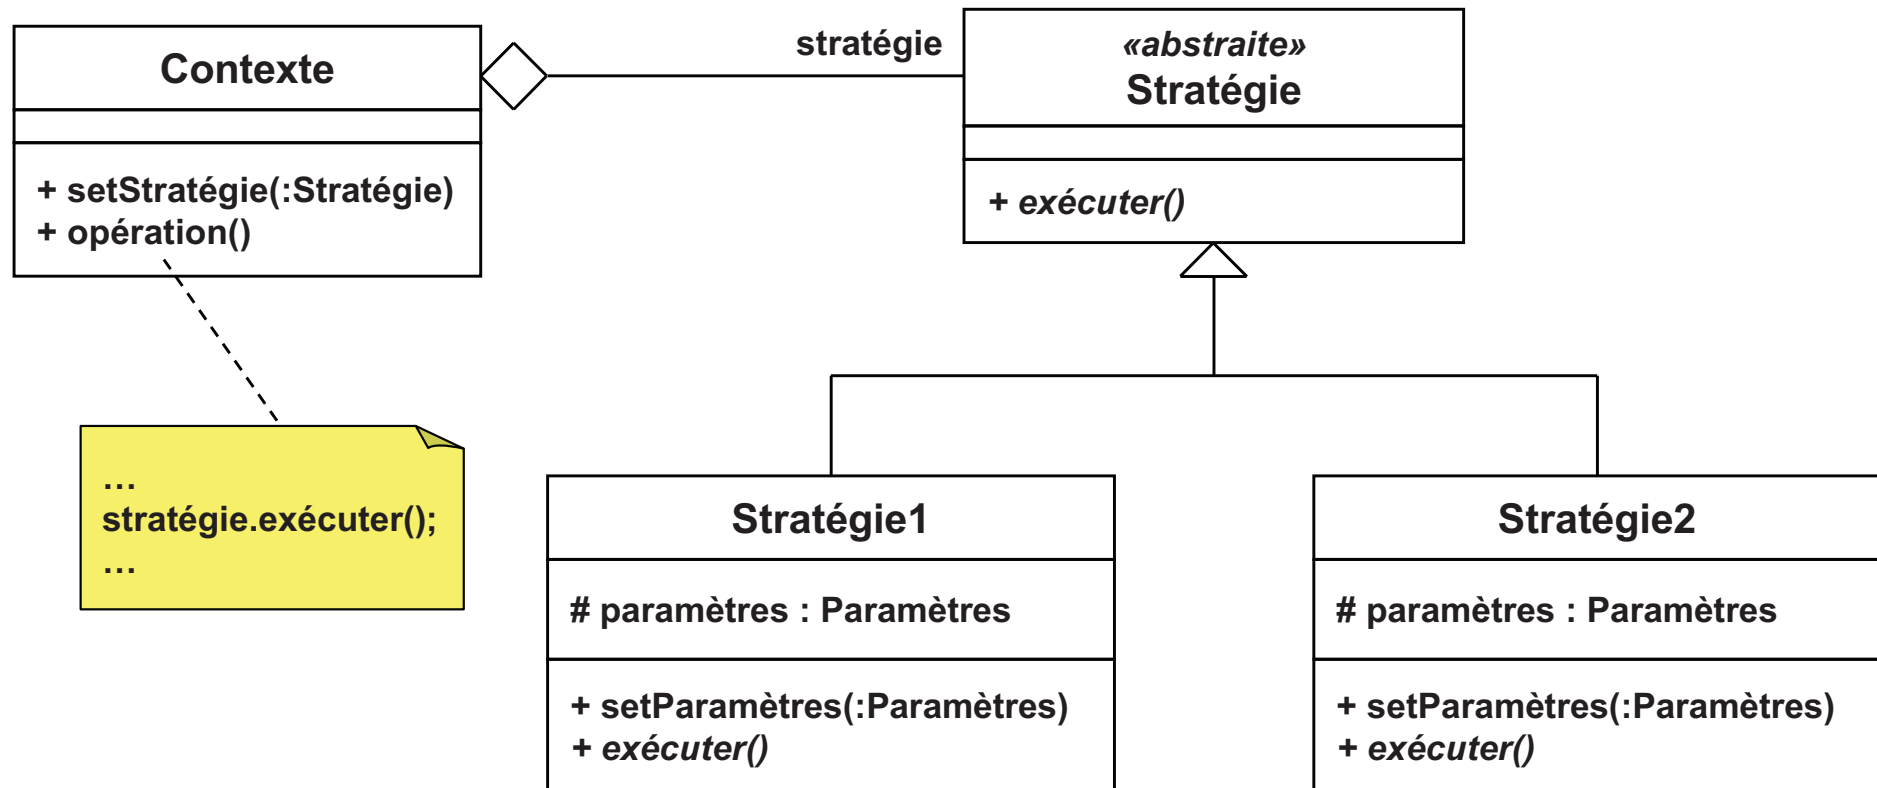 Contexte
+ setStratégie(:Stratégie)
+ opération()
stratégie
«abstraite»
Stratégie
+ exécuter()
…
stratégie.exécuter();
…
Stratégie1
# paramètres : Paramètres
+ setParamètres(:Paramètres)
+ exécuter()
Stratégie2
# paramètres : Paramètres
+ setParamètres(:Paramètres)
+ exécuter()